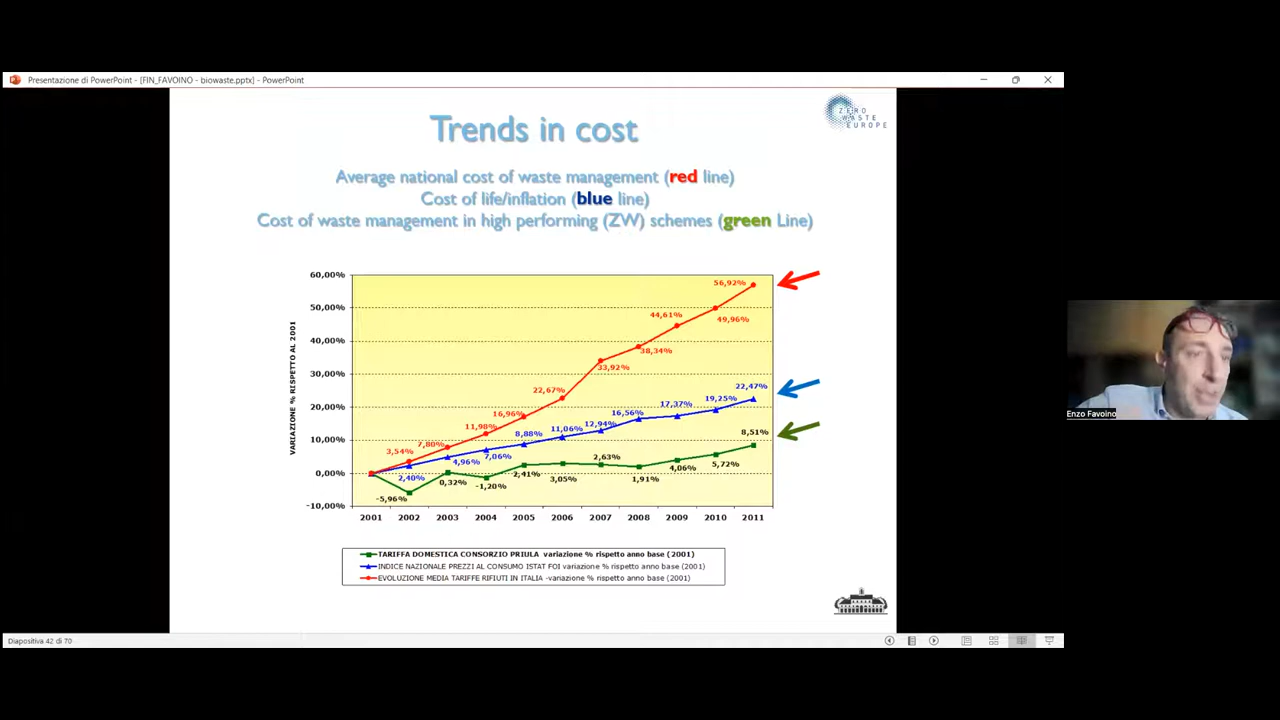 Presentazione di PowerPoint - [FIN_FAVOINO - biowaste.pptx] - PowerPoint
ZERO
WASTE
EUROPE
Trends in cost
Average national cost of waste management (red line)
Cost of life/inflation (blue line)
Cost of waste management in high performing (ZW) schemes (green Line)
VARIAZIONE % RISPETTO AL 2001
60,00%
50,00%
40,00%
30,00%
20,00%
10,00%
0,00%
-10,00%
3,54%
7,80%
11,98%
16,96%
22,67%
33,92%
38,34%
44,61%
49,96%
56,92%
2,40%
4,96%
7,06%
8,88%
11,06%
12,94%
16,56%
17,37%
19,25%
22,47%
-5,96%
0,32%
-1,20%
2,41%
3,05%
2,63%
1,91%
4,06%
5,72%
8,51%
2001 2002 2003 2004 2005 2006 2007 2008 2009 2010 2011
TARIFFA DOMESTICA CONSORZIO PRIULA variazione % rispetto anno base (2001)
INDICE NAZIONALE PREZZI AL CONSUMO ISTAT FOI variazione % rispetto anno base (2001)
EVOLUZIONE MEDIA TARIFFE RIFIUTI IN ITALIA -variazione % rispetto anno base (2001)
Enzo Favoino
Diapositiva 42 di 70